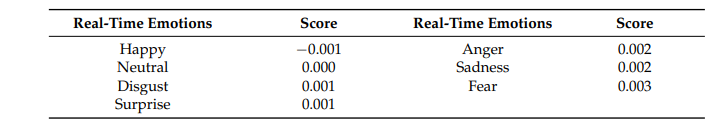 Real-Time Emotions Score Real-Time Emotions Score
Happy −0.001 Anger 0.002
Neutral 0.000 Sadness 0.002
Disgust 0.001 Fear 0.003
Surprise 0.001